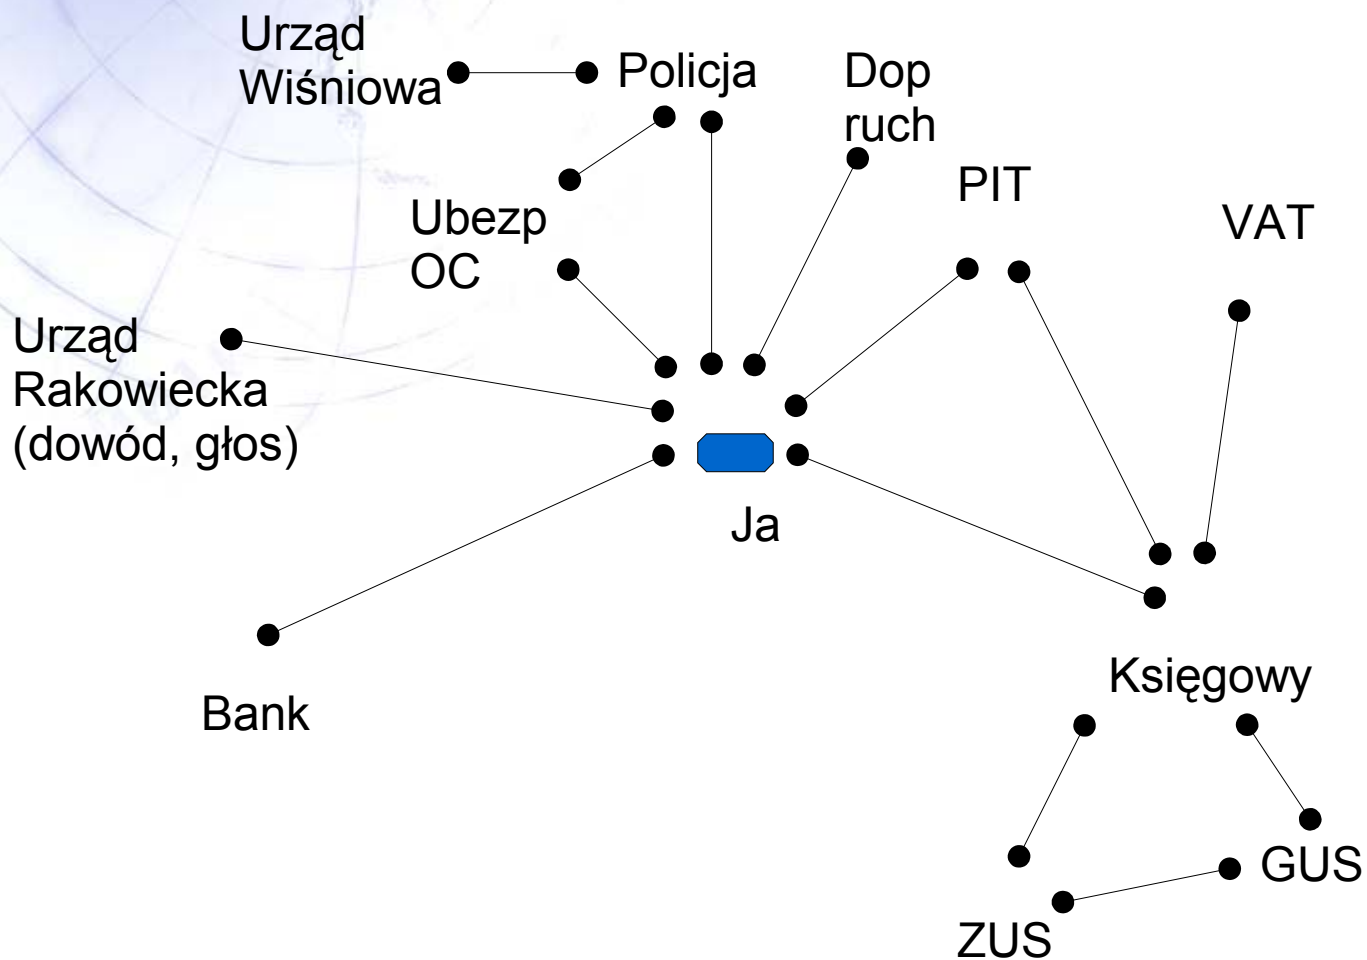 Urząd
Wiśniowa
Policja
Dop
ruch
PIT
VAT
Ubezp
OC
Urząd
Rakowiecka
(dowód, głos)
Ja
Bank
Księgowy
GUS
ZUS